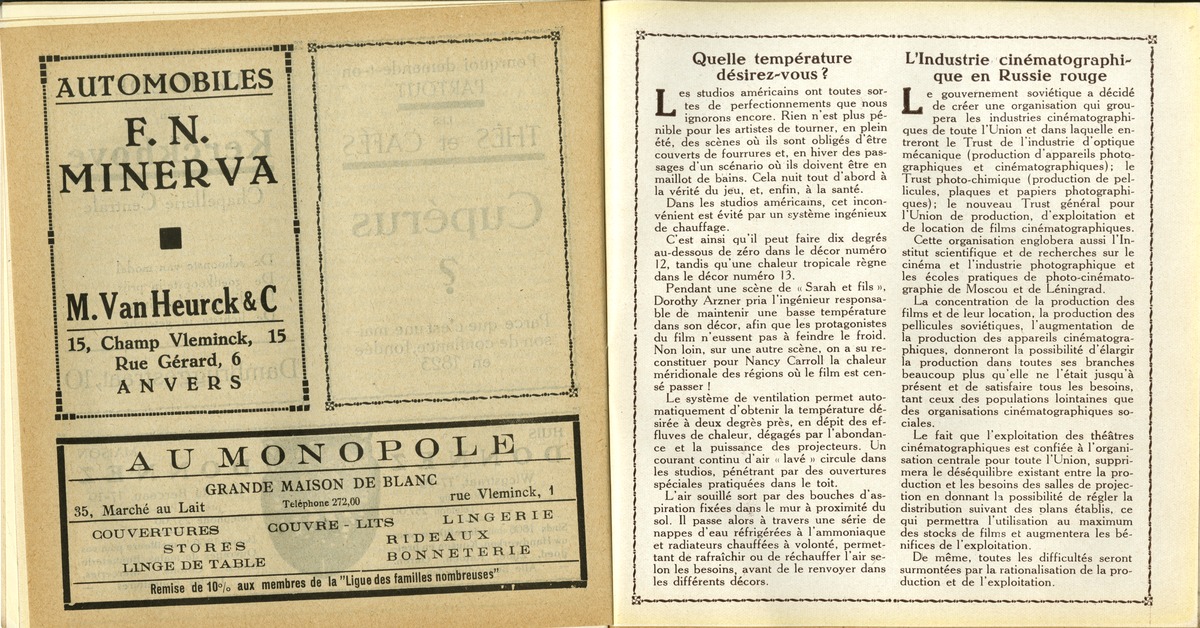 AUTOMOBILES
F. N.
MINERVA
M. Van Heurck & C
15, Champ Vleminck, 15
Rue Gérard, 6
ANVERS
AU MONOPOLE
GRANDE MAISON DE BLANC
35, Marché au Lait
Téléphone 272,00
rue Vleminck, 1
COUVERTURES
COUVRE-LITS
LINGERIE
STORES
RIDEAUX
LINGE DE TABLE
BONNETERIE
Remise de 10% aux membres de la "Ligue des familles nombreuses"
Quelle température
désirez-vous ?
Les studios américains ont toutes sor-
tes de perfectionnements que nous
ignorons encore. Rien n'est plus pé-
nible pour les artistes de tourner, en plein
été, des scènes où ils sont obligés d'être
couverts de fourrures et, en hiver des pas-
sages d'un scénario où ils doivent être en
maillot de bains. Cela nuit tout d'abord à
la vérité du jeu, et, enfin, à la santé.
Dans les studios américains, cet incon-
vénient est évité par un système ingénieux
de chauffage.
C'est ainsi qu'il peut faire dix degrés
au-dessous de zéro dans le décor numéro
12, tandis qu'une chaleur tropicale règne
dans le décor numéro 13.
Pendant une scène de « Sarah et fils »,
Dorothy Arzner pria l'ingénieur responsa-
ble de maintenir une basse température
dans son décor, afin que les protagonistes
du film n'eussent pas à feindre le froid.
Non loin, sur une autre scène, on a su re-
constituer pour Nancy Carroll la chaleur
méridionale des régions où le film est cen-
sé passer !
Le système de ventilation permet auto-
matiquement d'obtenir la température dé-
sirée à deux degrés près, en dépit des ef-
fluves de chaleur, dégagés par l'abondan-
ce et la puissance des projecteurs. Un
courant continu d'air « lavé » circule dans
les studios, pénétrant par des ouvertures
spéciales pratiquées dans le toit.
L'air souillé sort par des bouches d'as-
piration fixées dans le mur à proximité du
sol. Il passe alors à travers une série de
nappes d'eau réfrigérées à l'ammoniaque
et radiateurs chauffées à volonté, permet-
tant de rafraîchir ou de réchauffer l'air se-
lon les besoins, avant de le renvoyer dans
les différents décors.
L'Industrie cinématographi-
que en Russie rouge
Le gouvernement soviétique a décidé
de créer une organisation qui grou-
pera les industries cinématographi-
ques de toute l'Union et dans laquelle en-
treront le Trust de l'industrie d'optique
mécanique (production d'appareils photo-
graphiques et cinématographiques) ; le
Trust photo-chimique (production de pel-
licules, plaques et papiers photographi-
ques) ; le nouveau Trust général pour
l'Union de production, d'exploitation et
de location de films cinématographiques.
Cette organisation englobera aussi l'In-
stitut scientifique et de recherches sur le
cinéma et l'industrie photographique et
les écoles pratiques de photo-cinémato-
graphie de Moscou et de Léningrad.
La concentration de la production des
films et de leur location, la production des
pellicules soviétiques, l'augmentation de
la production des appareils cinématogra-
phiques, donneront la possibilité d'élargir
la production dans toutes ses branches
beaucoup plus qu'elle ne l'était jusqu'à
présent et de satisfaire tous les besoins,
tant ceux des populations lointaines que
des organisations cinématographiques so-
ciales.
Le fait que l'exploitation des théâtres
cinématographiques est confiée à l'organi-
sation centrale pour toute l'Union, suppri-
mera le déséquilibre existant entre la pro-
duction et les besoins des salles de projec-
tion en donnant la possibilité de régler la
distribution suivant des plans établis, ce
qui permettra l'utilisation au maximum
des stocks de films et augmentera les bé-
nifices de l'exploitation.
De même, toutes les difficultés seront
surmontées par la rationalisation de la pro-
duction et de l'exploitation.